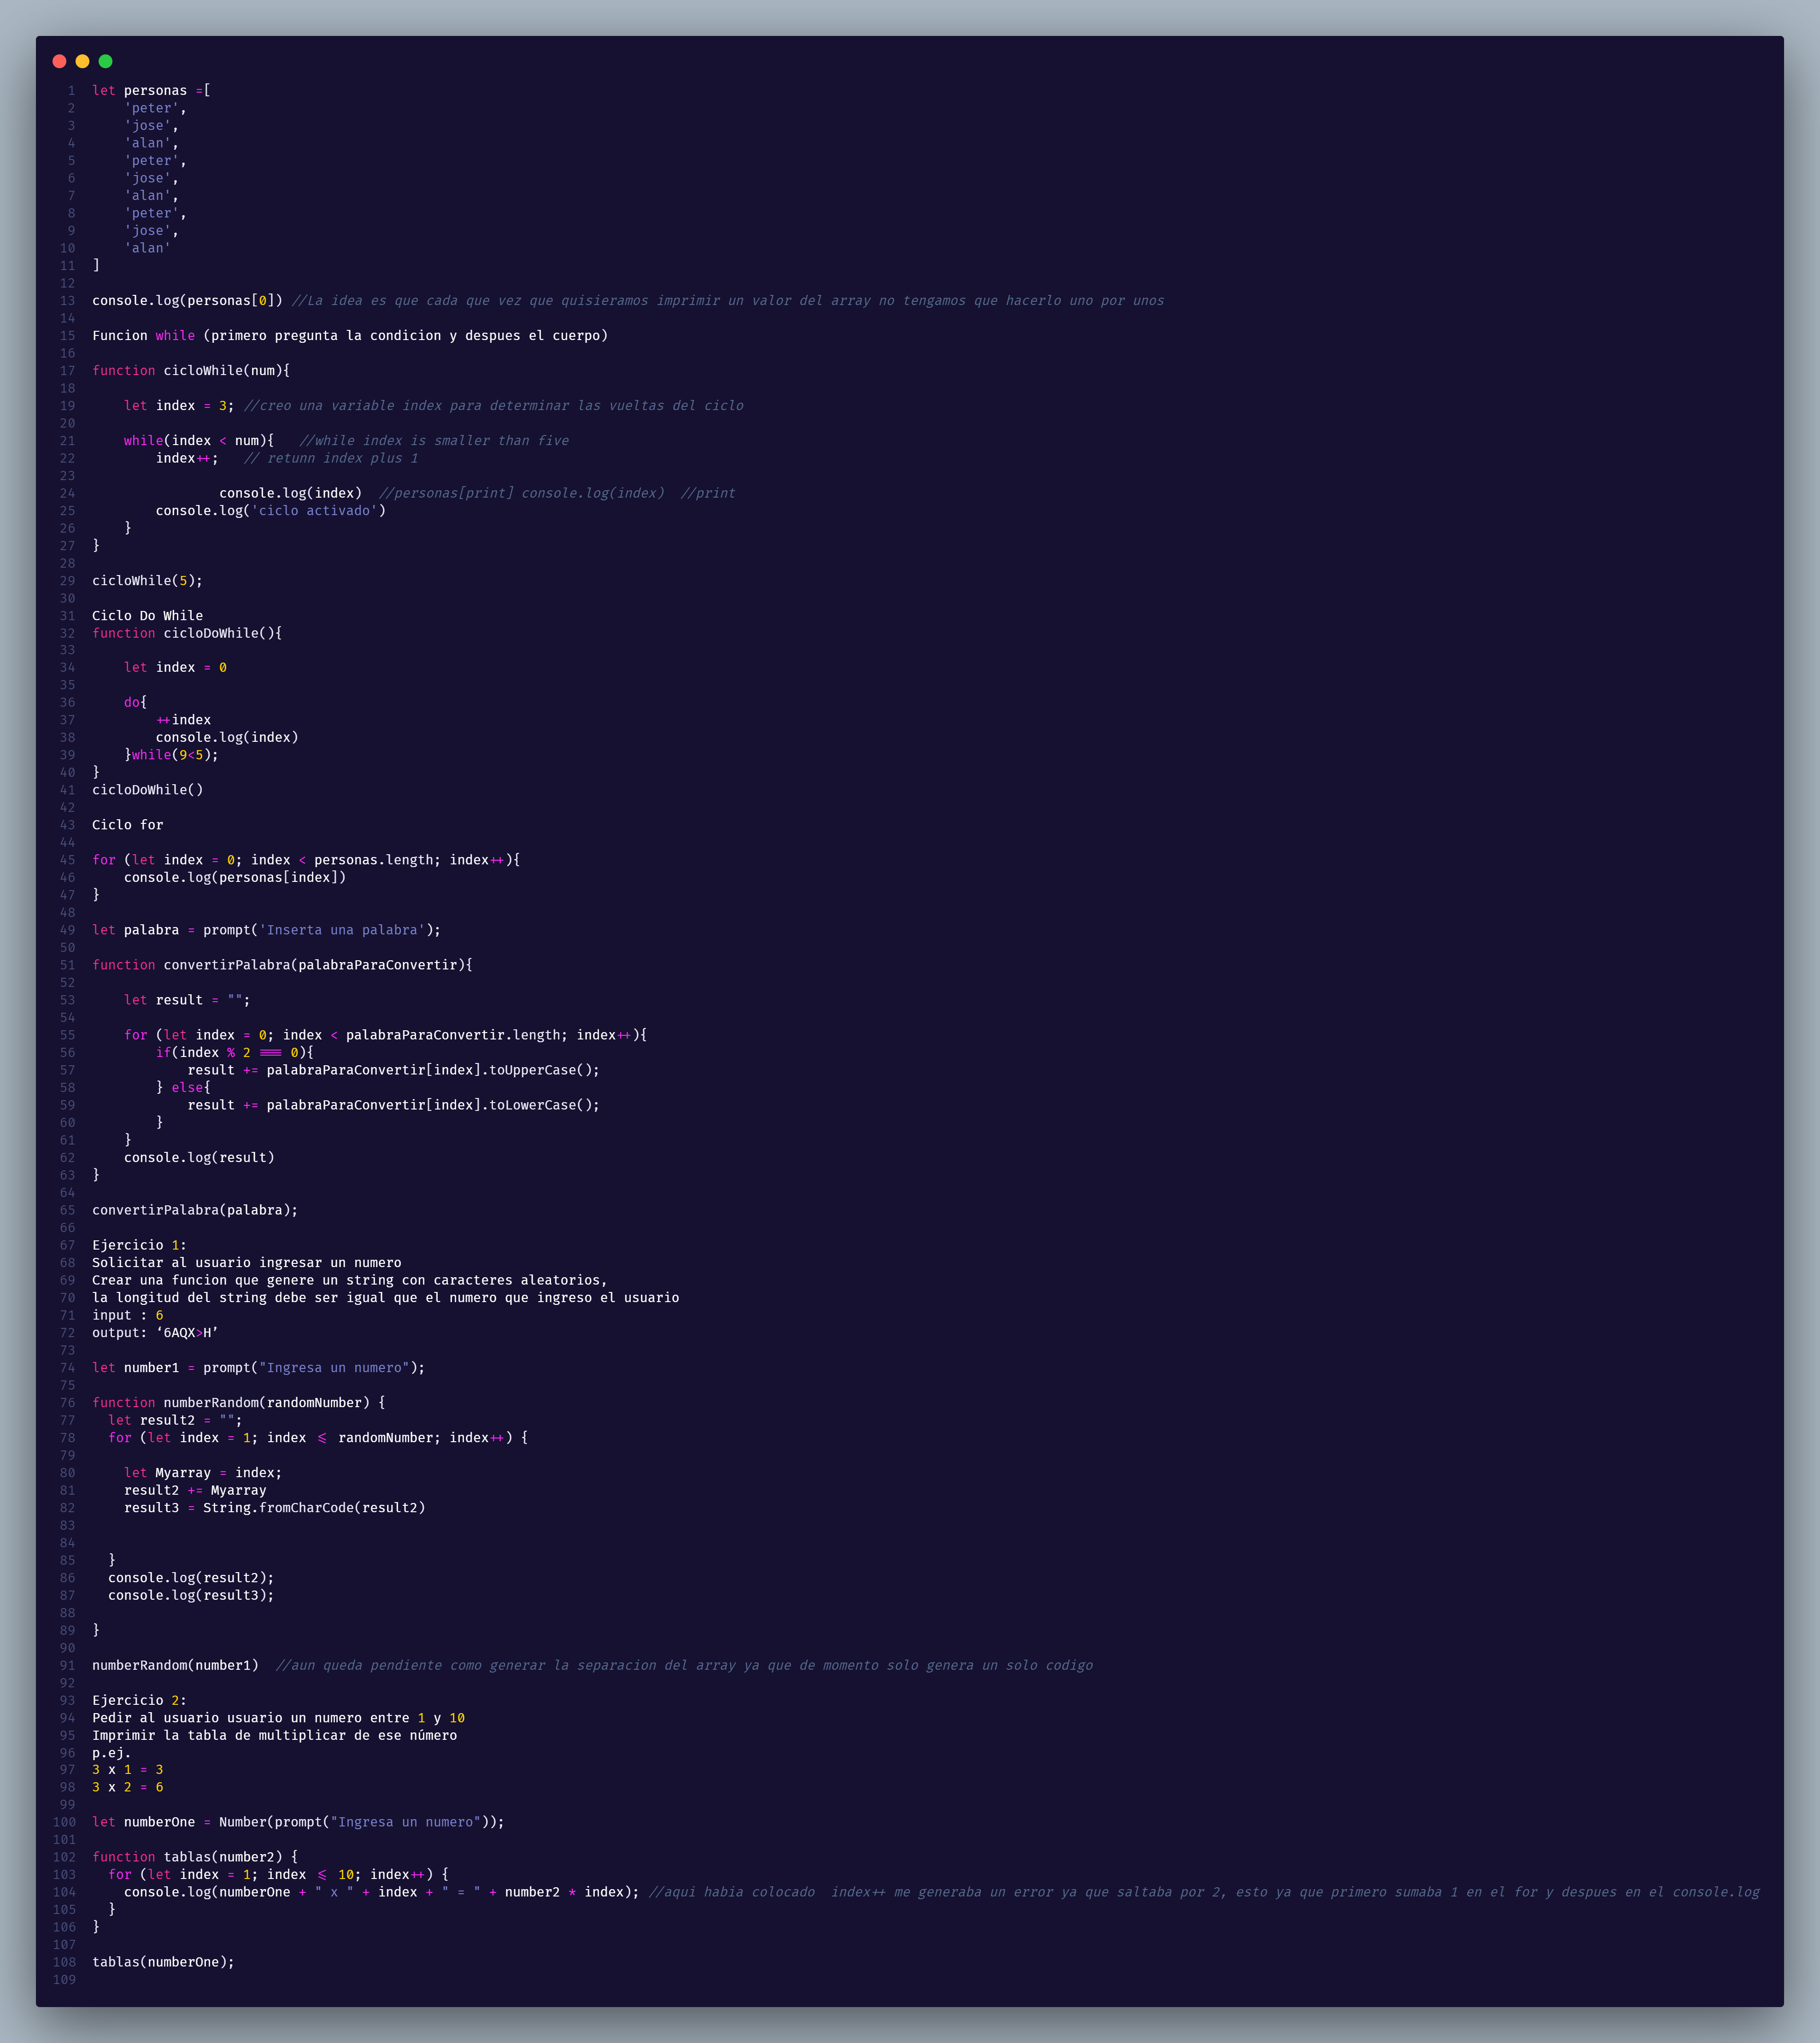 1 let personas =[
2     'peter',
3     'jose',
4     'alan',
5     'peter',
6     'jose',
7     'alan',
8     'peter',
9     'jose',
10     'alan'
11 ]
12
13 console.log(personas[0]) //La idea es que cada que vez que quisieramos imprimir un valor del array no tengamos que hacerlo uno por unos
14
15 Funcion while (primero pregunta la condicion y despues el cuerpo)
16
17 function cicloWhile(num){
18
19     let index = 3; //creo una variable index para determinar las vueltas del ciclo
20
21     while(index < num){   //while index is smaller than five
22         index++;   // retunn index plus 1
23
24                 console.log(index)  //personas[print] console.log(index)  //print
25         console.log('ciclo activado')
26     }
27 }
28
29 cicloWhile(5);
30
31 Ciclo Do While
32 function cicloDoWhile(){
33
34     let index = 0
35
36     do{
37         ++index
38         console.log(index)
39     }while(9<5);
40 }
41 cicloDoWhile()
42
43 Ciclo for
44
45 for (let index = 0; index < personas.length; index++){
46     console.log(personas[index])
47 }
48
49 let palabra = prompt('Inserta una palabra');
50
51 function convertirPalabra(palabraParaConvertir){
52
53     let result = "";
54
55     for (let index = 0; index < palabraParaConvertir.length; index++){
56         if(index % 2 === 0){
57             result += palabraParaConvertir[index].toUpperCase();
58         } else{
59             result += palabraParaConvertir[index].toLowerCase();
60         }
61     }
62     console.log(result)
63 }
64
65 convertirPalabra(palabra);
66
67 Ejercicio 1:
68 Solicitar al usuario ingresar un numero
69 Crear una funcion que genere un string con caracteres aleatorios,
70 la longitud del string debe ser igual que el numero que ingreso el usuario
71 input : 6
72 output: ‘6AQX>H’
73
74 let number1 = prompt("Ingresa un numero");
75
76 function numberRandom(randomNumber) {
77   let result2 = "";
78   for (let index = 1; index <= randomNumber; index++) {
79
80     let Myarray = index;
81     result2 += Myarray
82     result3 = String.fromCharCode(result2)
83
84
85   }
86   console.log(result2);
87   console.log(result3);
88
89 }
90
91 numberRandom(number1)  //aun queda pendiente como generar la separacion del array ya que de momento solo genera un solo codigo
92
93 Ejercicio 2:
94 Pedir al usuario usuario un numero entre 1 y 10
95 Imprimir la tabla de multiplicar de ese número
96 p.ej.
97 3 x 1 = 3
98 3 x 2 = 6
99
100 let numberOne = Number(prompt("Ingresa un numero"));
101
102 function tablas(number2) {
103   for (let index = 1; index <= 10; index++) {
104     console.log(numberOne + " x " + index + " = " + number2 * index); //aqui habia colocado  index++ me generaba un error ya que saltaba por 2, esto ya que primero sumaba 1 en el for y despues en el console.log
105   }
106 }
107
108 tablas(numberOne);
109